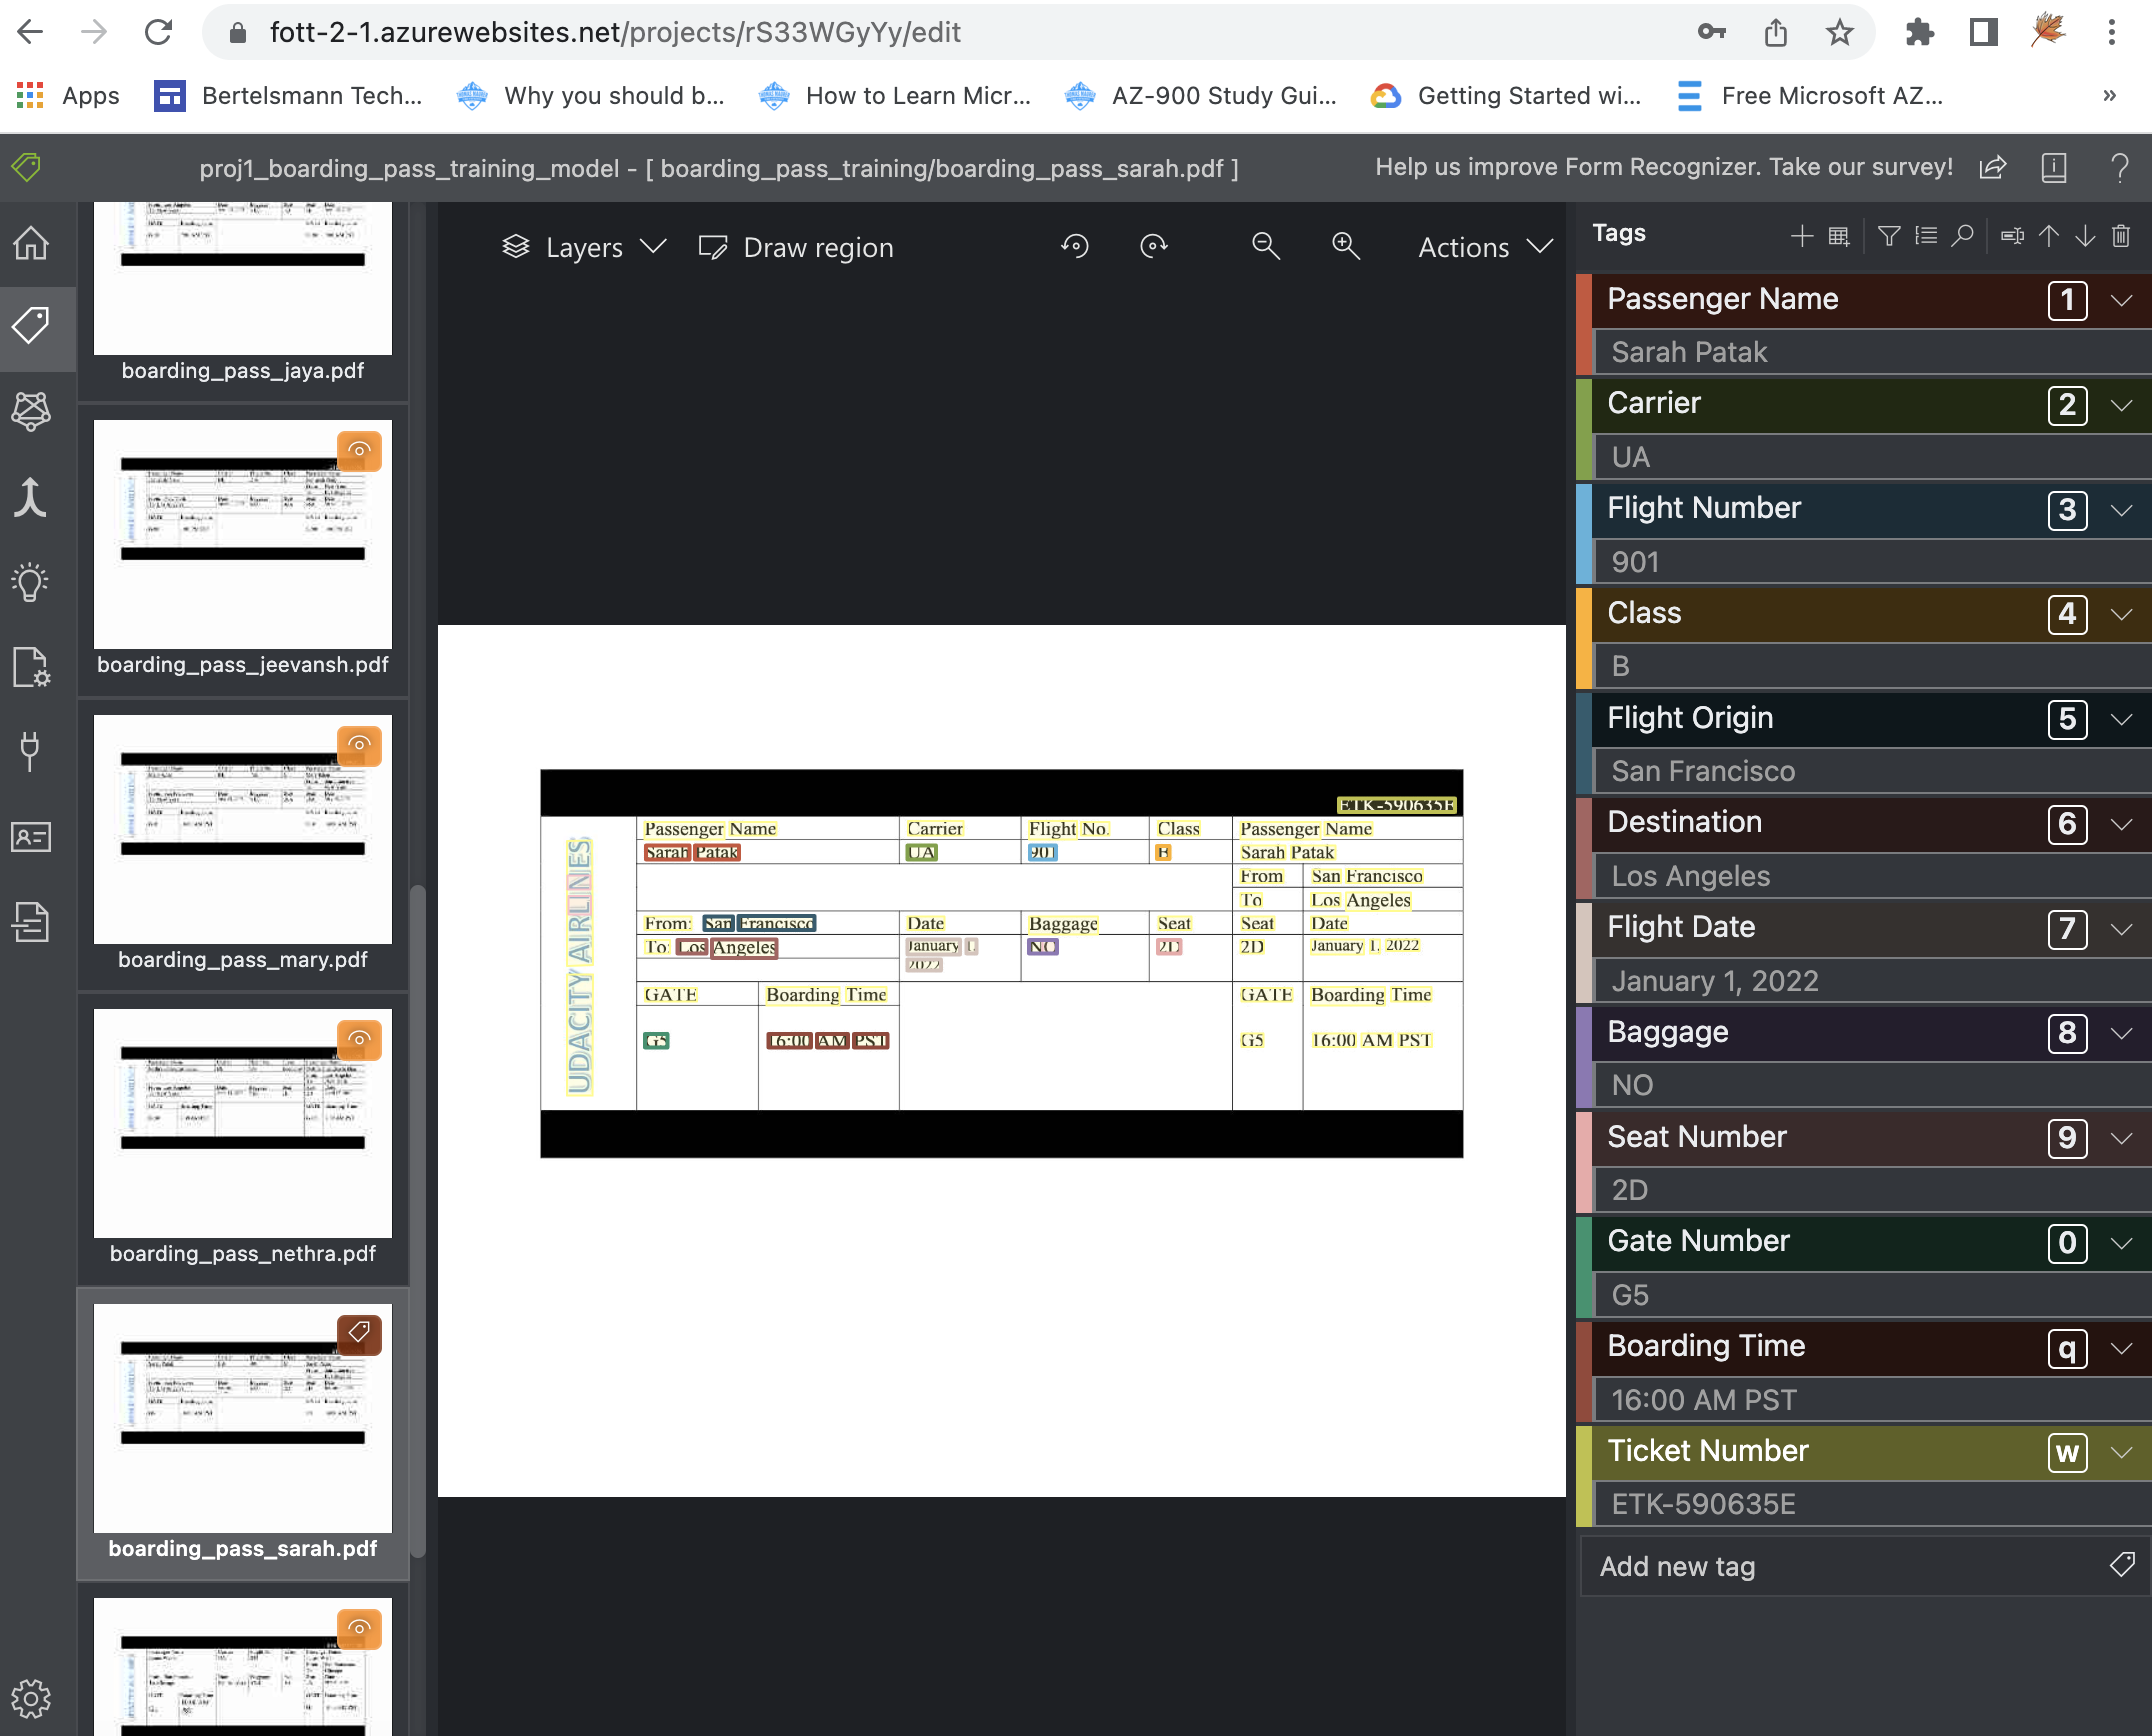 fott-2-1.azurewebsites.net/projects/rS33WGyYy/edit
Apps
Bertelsmann Tech...
Why you should b...
How to Learn Micr...
AZ-900 Study Gui...
Getting Started wi...
Free Microsoft AZ...
»
proj1_boarding_pass_training_model - [ boarding_pass_training/boarding_pass_sarah.pdf ]
Help us improve Form Recognizer. Take our survey!
boarding_pass_jaya.pdf
boarding_pass_jeevansh.pdf
boarding_pass_mary.pdf
boarding_pass_nethra.pdf
boarding_pass_sarah.pdf
Layers
Draw region
Actions
ETK-590635E
UDACITY AIRLINES
Passenger Name Carrier Flight No. Class Passenger Name
Sarah Patak UA 901 B Sarah Patak
From San Francisco
To Los Angeles
From: San Francisco Date Baggage Seat Seat Date
To: Los Angeles January 1, NO 2D 2D January 1, 2022
2022
GATE Boarding Time GATE Boarding Time
G5 16:00 AM PST G5 16:00 AM PST
Tags
Passenger Name 1
Sarah Patak
Carrier 2
UA
Flight Number 3
901
Class 4
B
Flight Origin 5
San Francisco
Destination 6
Los Angeles
Flight Date 7
January 1, 2022
Baggage 8
NO
Seat Number 9
2D
Gate Number 0
G5
Boarding Time q
16:00 AM PST
Ticket Number w
ETK-590635E
Add new tag